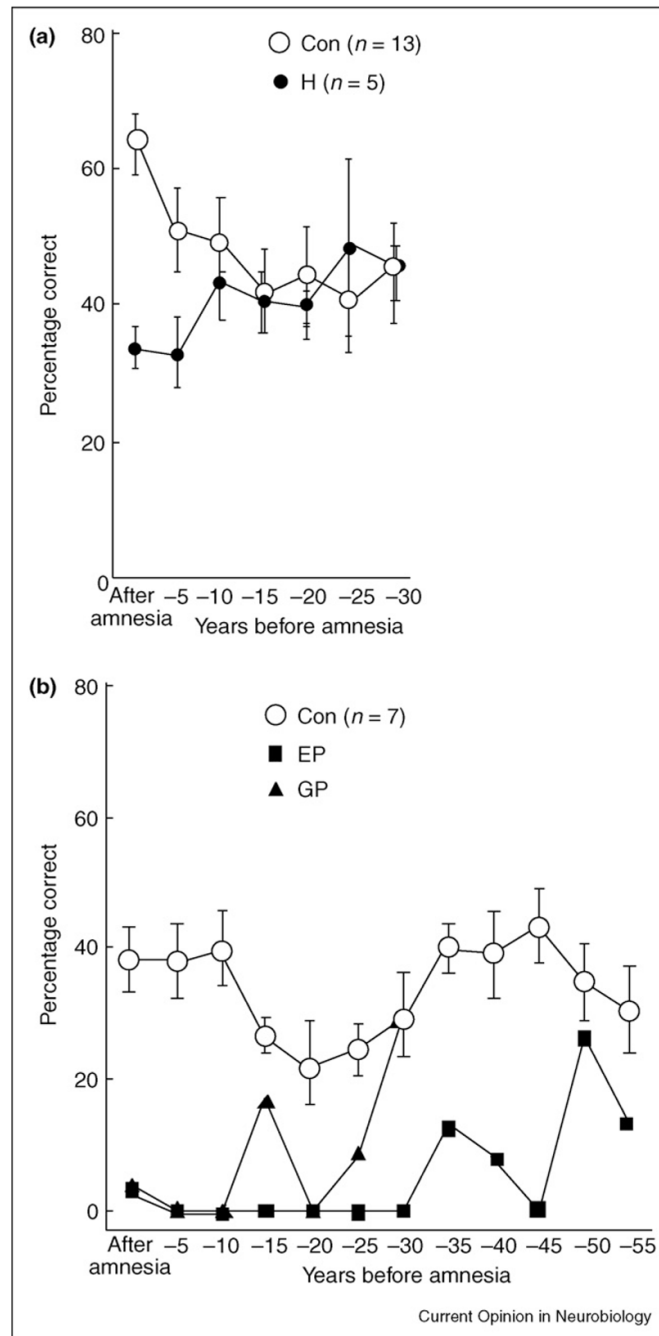 (a)
80
60
40
20
0
Percentage correct
Con (n = 13)
H (n = 5)
After amnesia
–5 –10 –15 –20 –25 –30
Years before amnesia
(b)
80
60
40
20
0
Percentage correct
Con (n = 7)
EP
GP
After amnesia
–5 –10 –15 –20 –25 –30 –35 –40 –45 –50 –55
Years before amnesia
Current Opinion in Neurobiology